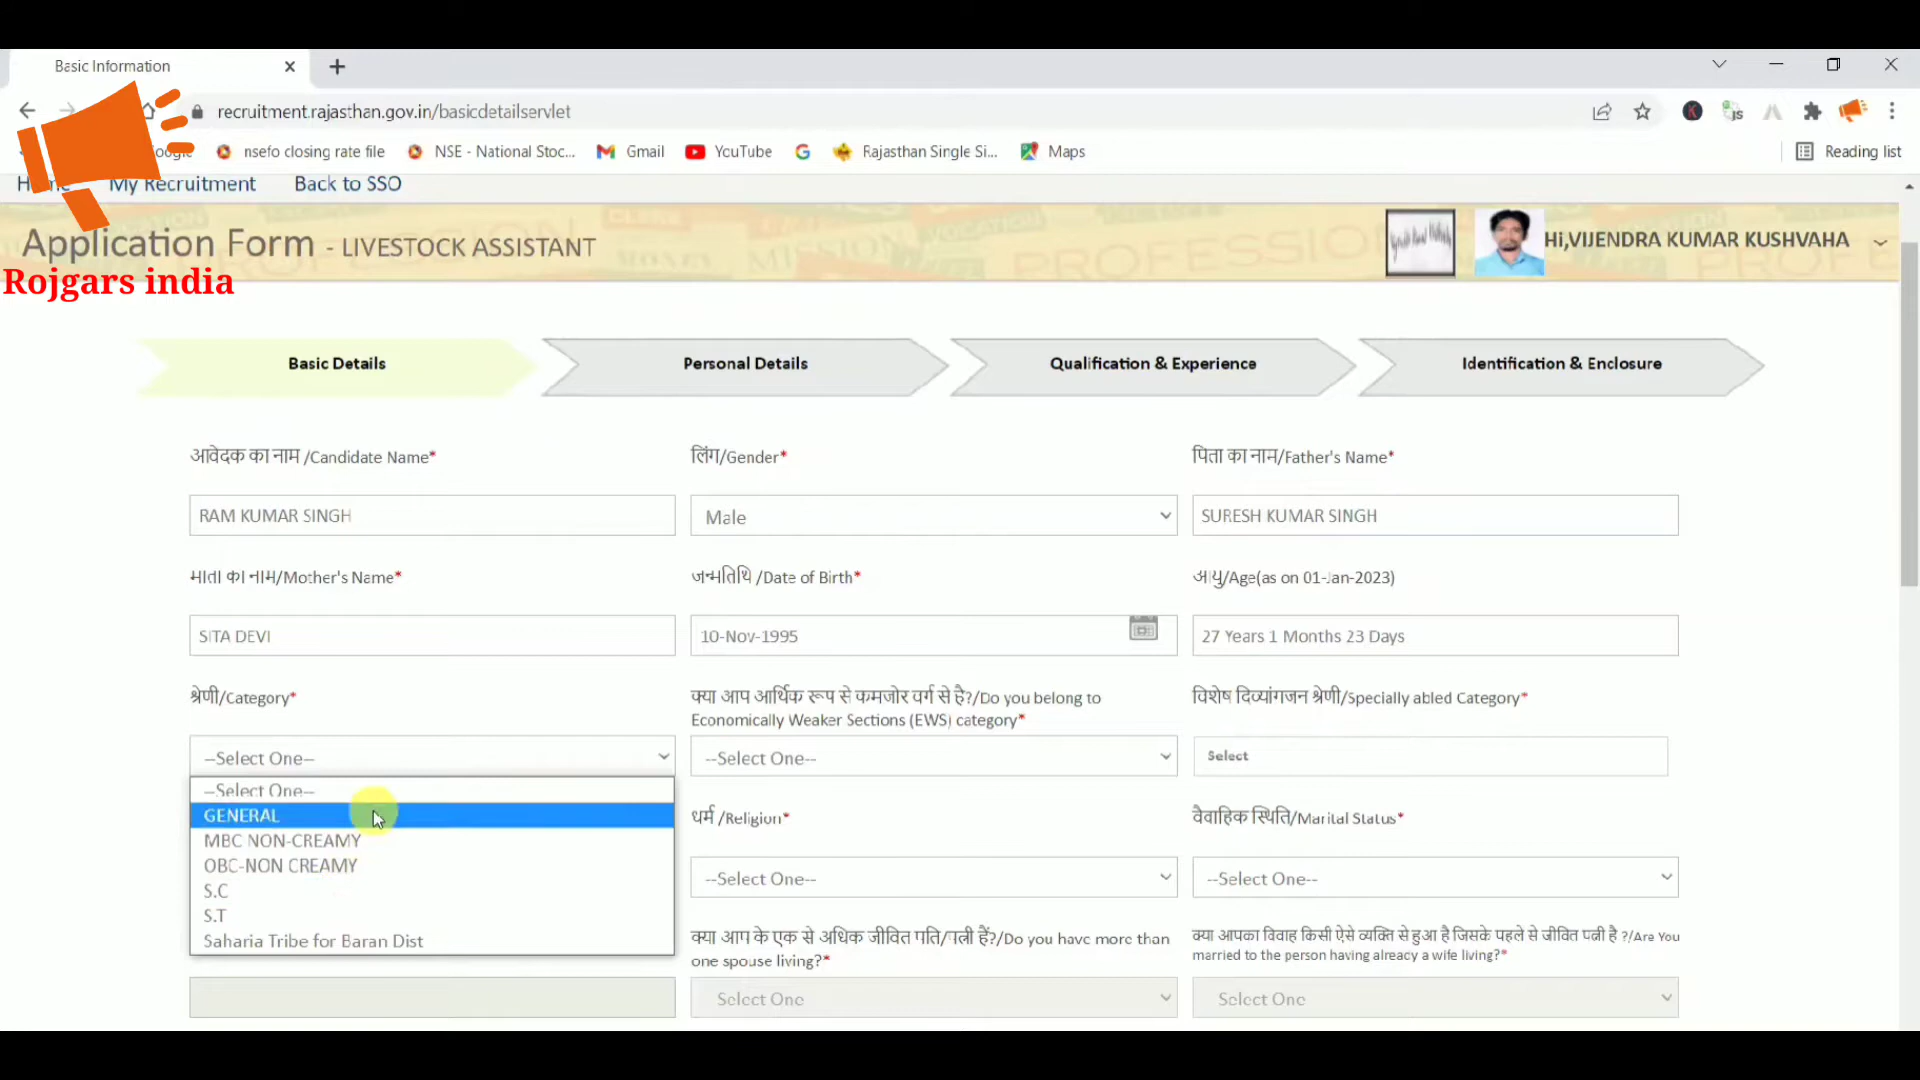 Basic Information
recruitment.rajasthan.gov.in/basicdetailservlet
nsefo closing rate file
NSE - National Stoc...
Gmail
YouTube
Rajasthan Single Si...
Maps
Reading list
My Recruitment
Back to SSO
Application Form - LIVESTOCK ASSISTANT
Hi,VIJENDRA KUMAR KUSHVAHA
Rojgars india
Basic Details
Personal Details
Qualification & Experience
Identification & Enclosure
आवेदक का नाम /Candidate Name*
लिंग/Gender*
पिता का नाम/Father's Name*
RAM KUMAR SINGH
Male
SURESH KUMAR SINGH
माता का नाम/Mother's Name*
जन्मतिथि /Date of Birth*
आयु/Age(as on 01-Jan-2023)
SITA DEVI
10-Nov-1995
27 Years 1 Months 23 Days
श्रेणी/Category*
क्या आप आर्थिक रूप से कमजोर वर्ग से है?/Do you belong to
Economically Weaker Sections (EWS) category*
विशेष दिव्यांगजन श्रेणी/Specially abled Category*
--Select One--
--Select One--
Select
--Select One--
GENERAL
MBC NON-CREAMY
OBC-NON CREAMY
S.C
S.T
Saharia Tribe for Baran Dist
धर्म /Religion*
वैवाहिक स्थिति/Marital Status*
--Select One--
--Select One--
क्या आप के एक से अधिक जीवित पति/पत्नी हैं?/Do you have more than
one spouse living?*
क्या आपका विवाह किसी ऐसे व्यक्ति से हुआ है जिसके पहले से जीवित पत्नी है ?/Are You
married to the person having already a wife living?*
Select One
Select One